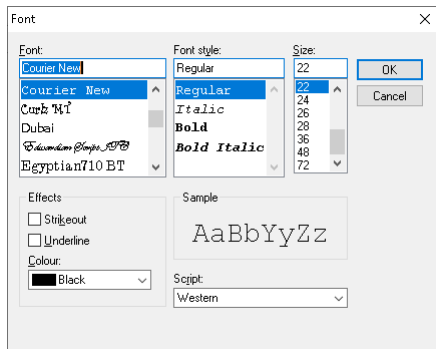 Font
Font:
Courier New
Courier New
Curlz MT
Dubai
Edwardian Script ITC
Egyptian710 BT
Font style:
Regular
Regular
Italic
Bold
Bold Italic
Size:
22
22
24
26
28
36
48
72
OK
Cancel
Effects
Strikeout
Underline
Colour:
Black
Sample
AaBbYyZz
Script:
Western